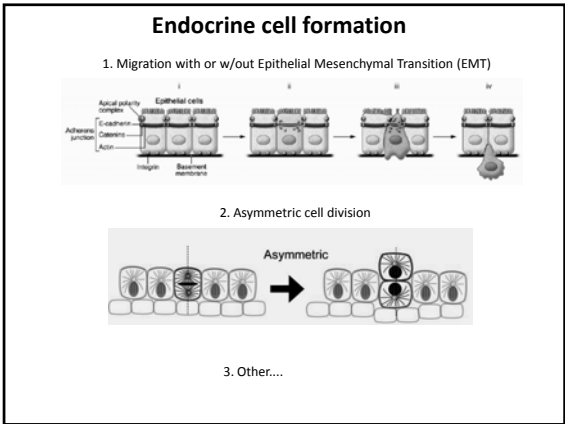 Endocrine cell formation
1. Migration with or w/out Epithelial Mesenchymal Transition (EMT)
i ii iii iv
Apical polarity
complex
Epithelial cells
Adherens
junction
E-cadherin
Catenins
Actin
Integrin
Basement
membrane
2. Asymmetric cell division
Asymmetric
3. Other....